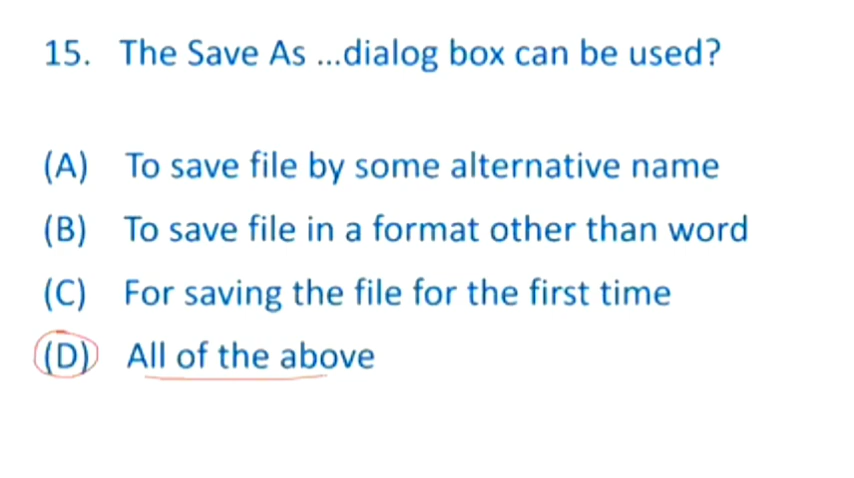 15. The Save As ...dialog box can be used?
(A) To save file by some alternative name
(B) To save file in a format other than word
(C) For saving the file for the first time
(D) All of the above